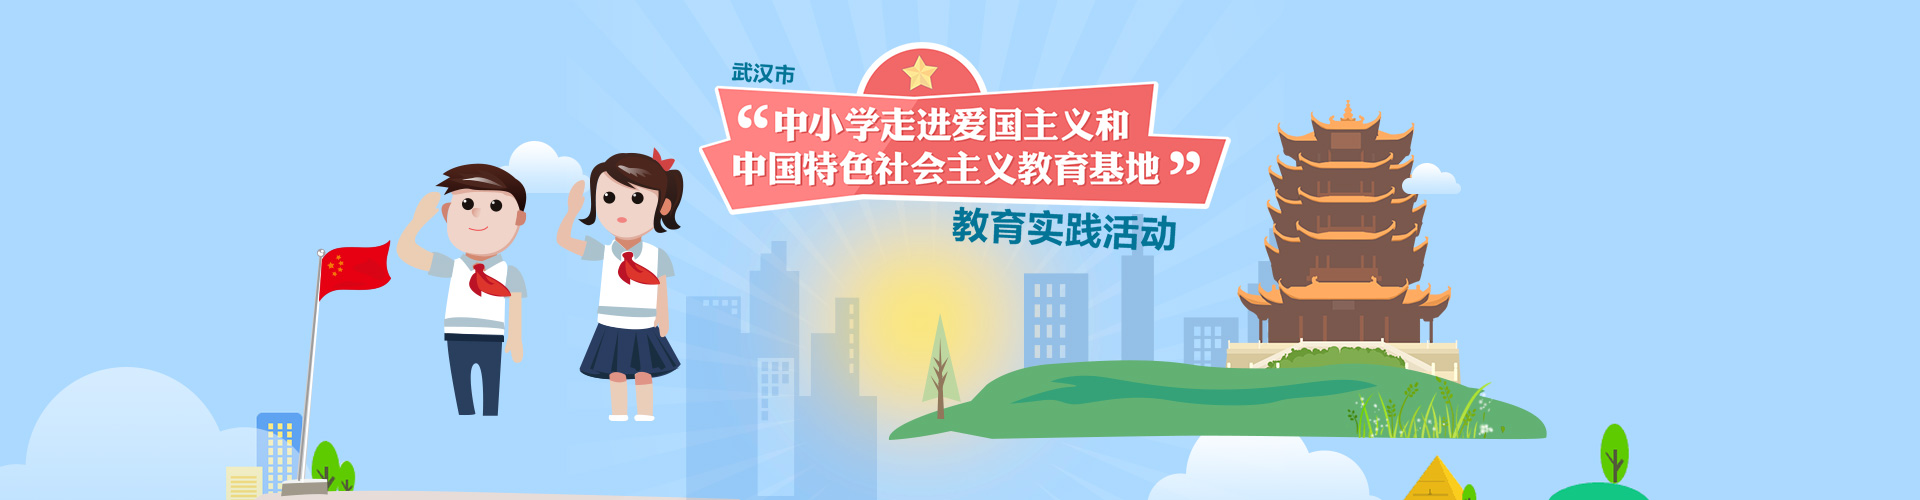 武汉市
“中小学走进爱国主义和
中国特色社会主义教育基地”
教育实践活动